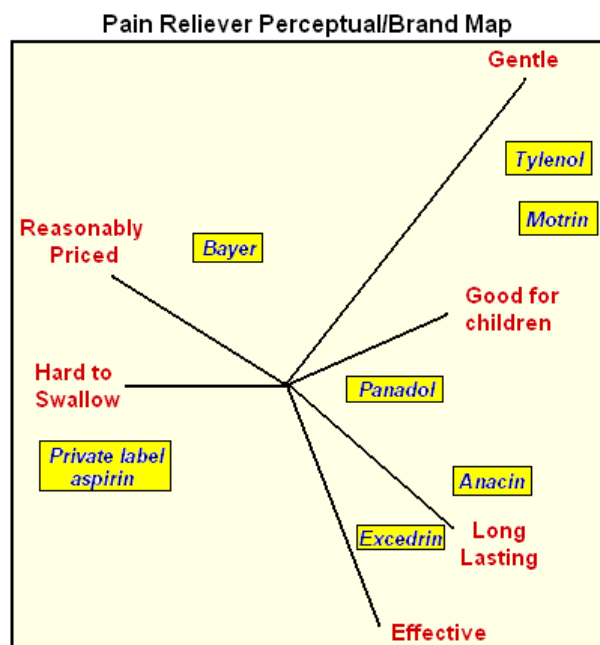 Pain Reliever Perceptual/Brand Map
Gentle
Tylenol
Motrin
Reasonably
Priced
Bayer
Good for
children
Hard to
Swallow
Panadol
Private label
aspirin
Anacin
Excedrin
Long
Lasting
Effective